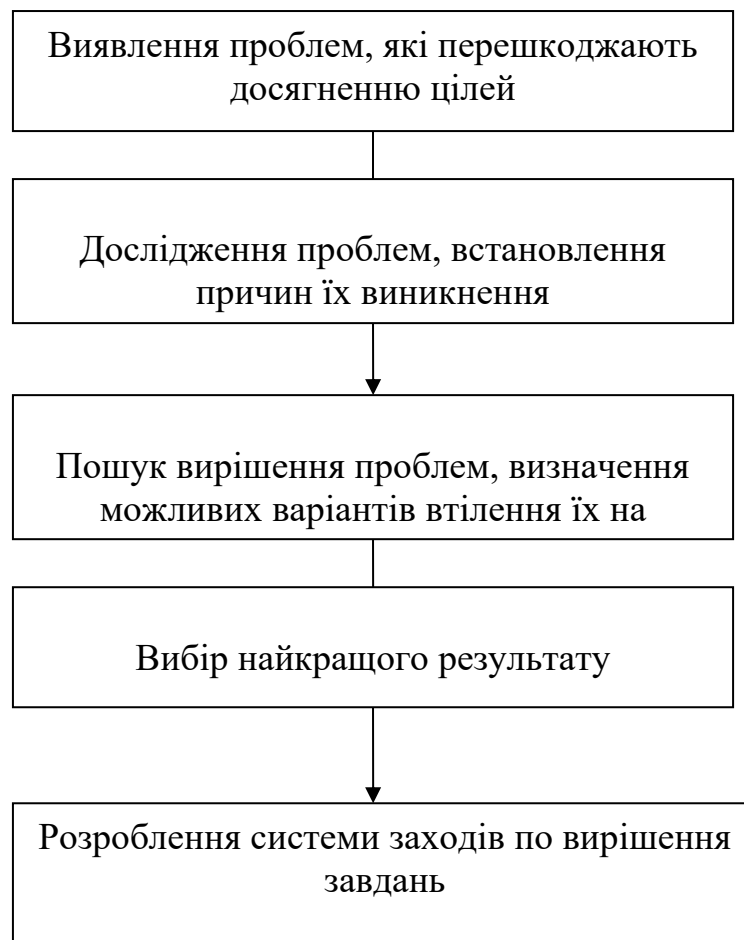 Виявлення проблем, які перешкоджають
досягненню цілей
Дослідження проблем, встановлення
причин їх виникнення
Пошук вирішення проблем, визначення
можливих варіантів втілення їх на
Вибір найкращого результату
Розроблення системи заходів по вирішення
завдань